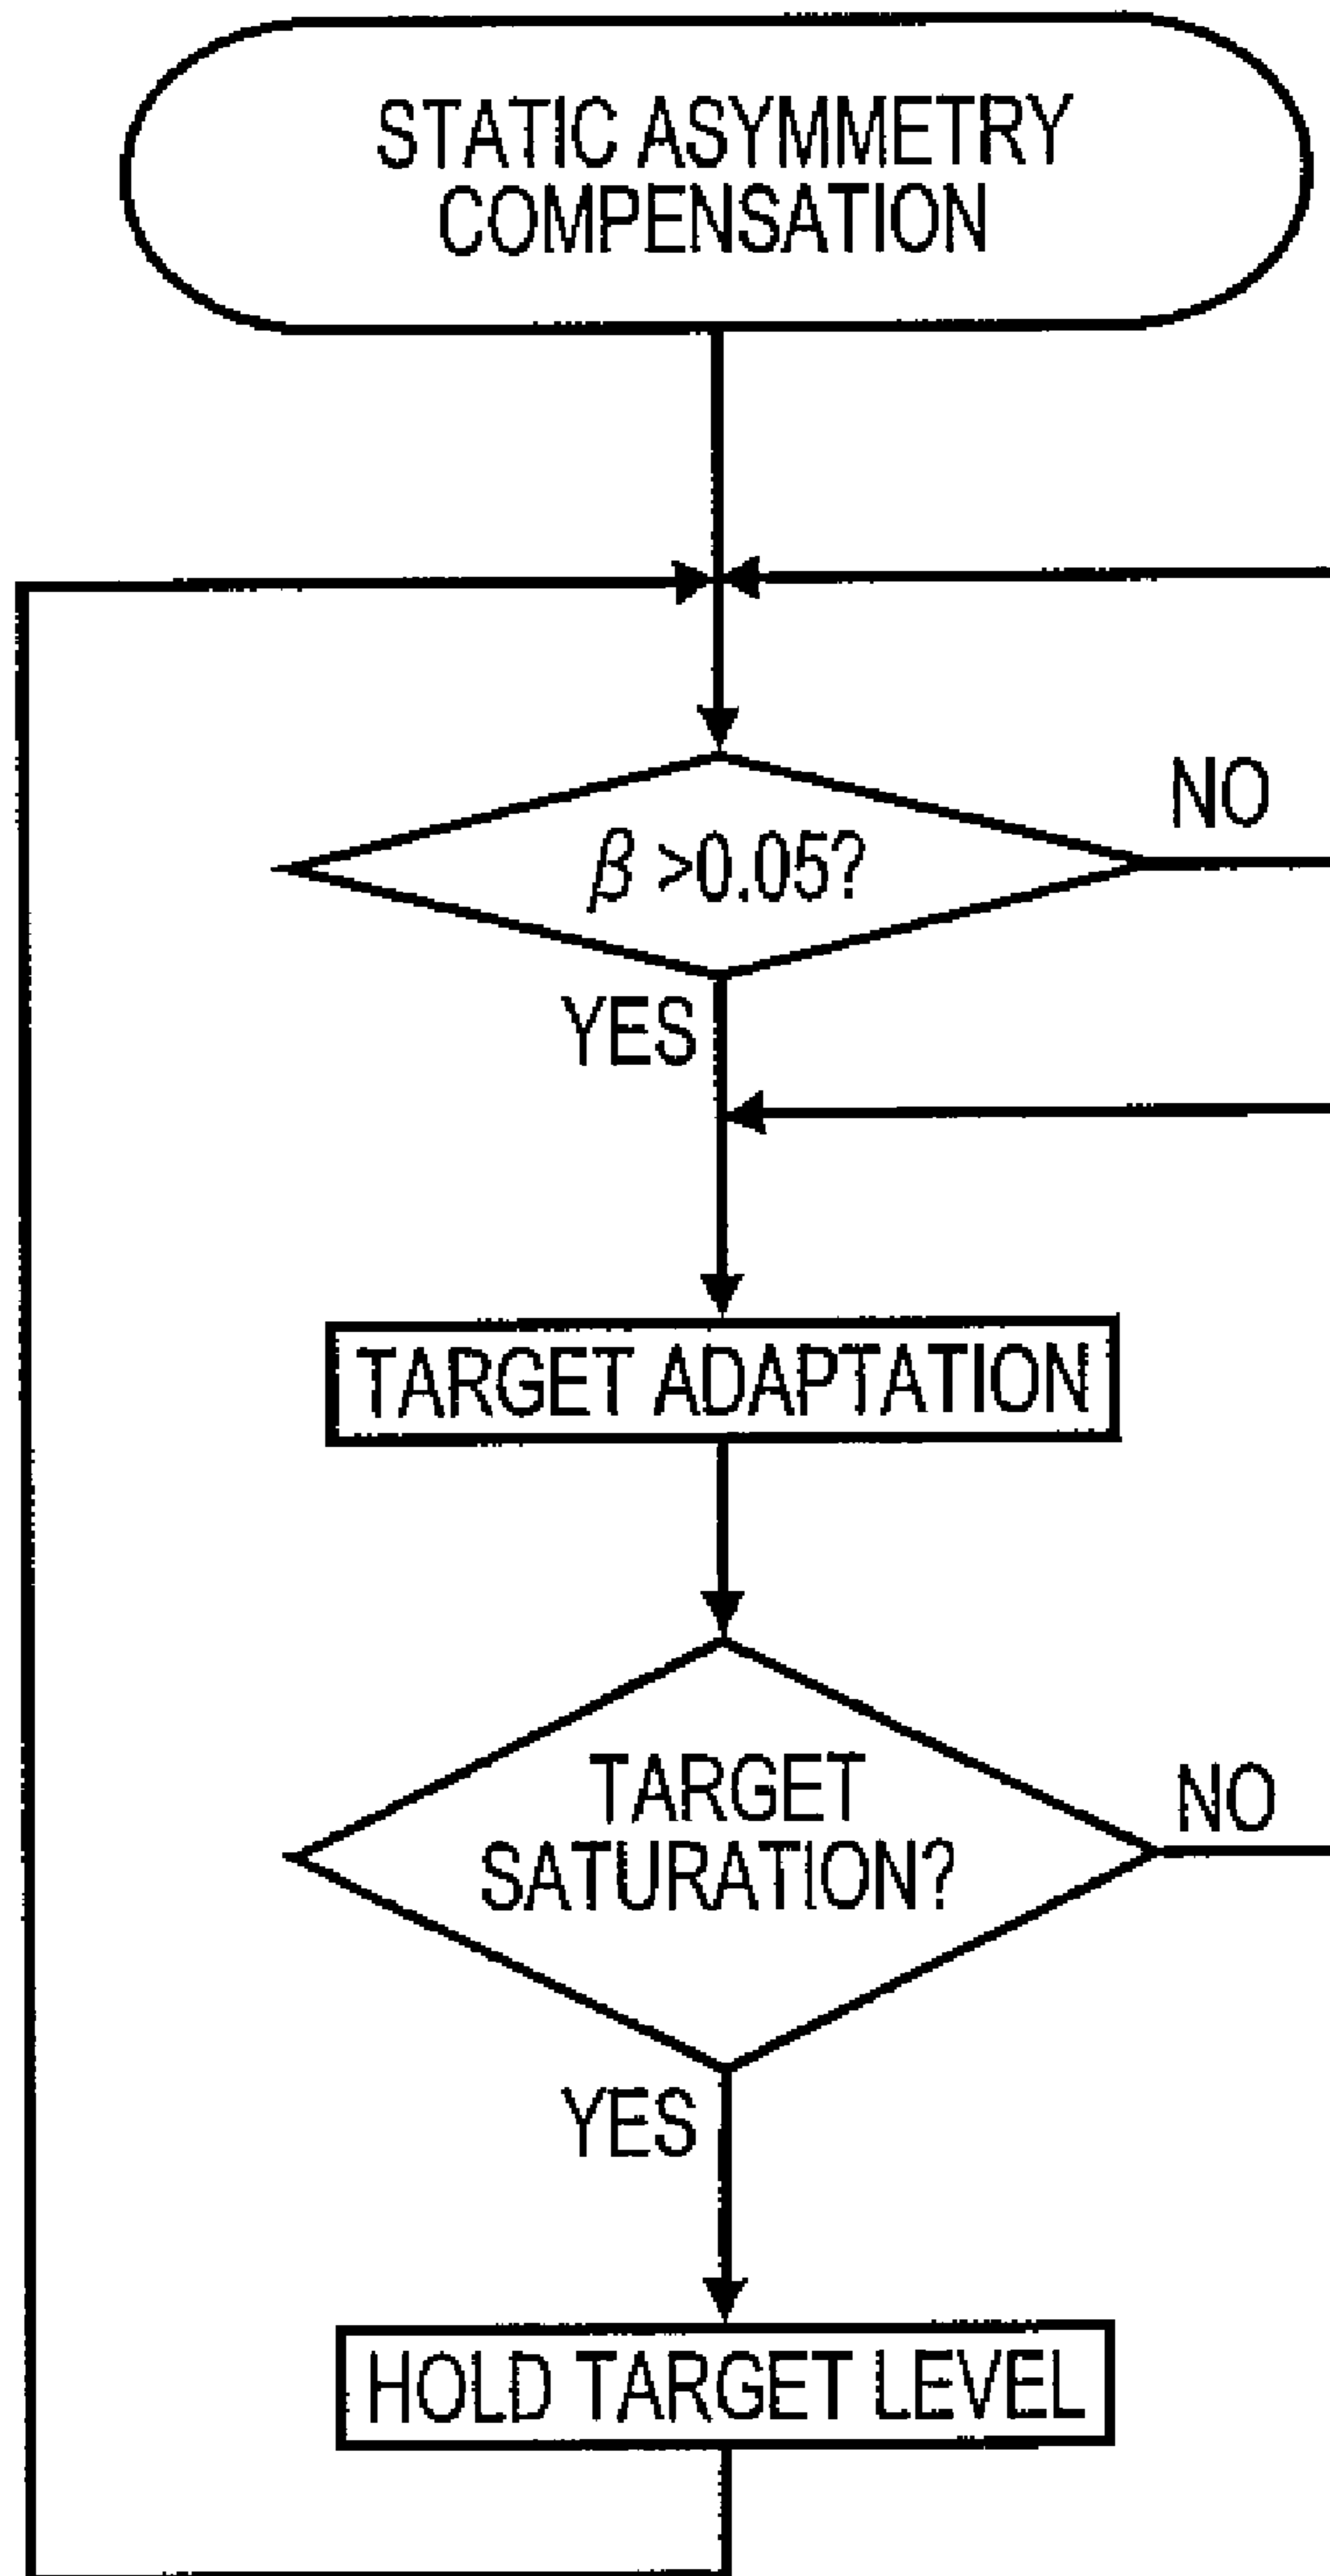 STATIC ASYMMETRY
COMPENSATION
β >0.05?
NO
YES
TARGET ADAPTATION
TARGET
SATURATION?
NO
YES
HOLD TARGET LEVEL